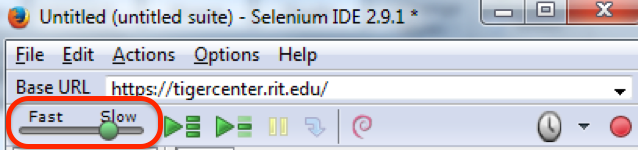 Untitled (untitled suite) - Selenium IDE 2.9.1 *
File Edit Actions Options Help
Base URL https://tigercenter.rit.edu/
Fast Slow